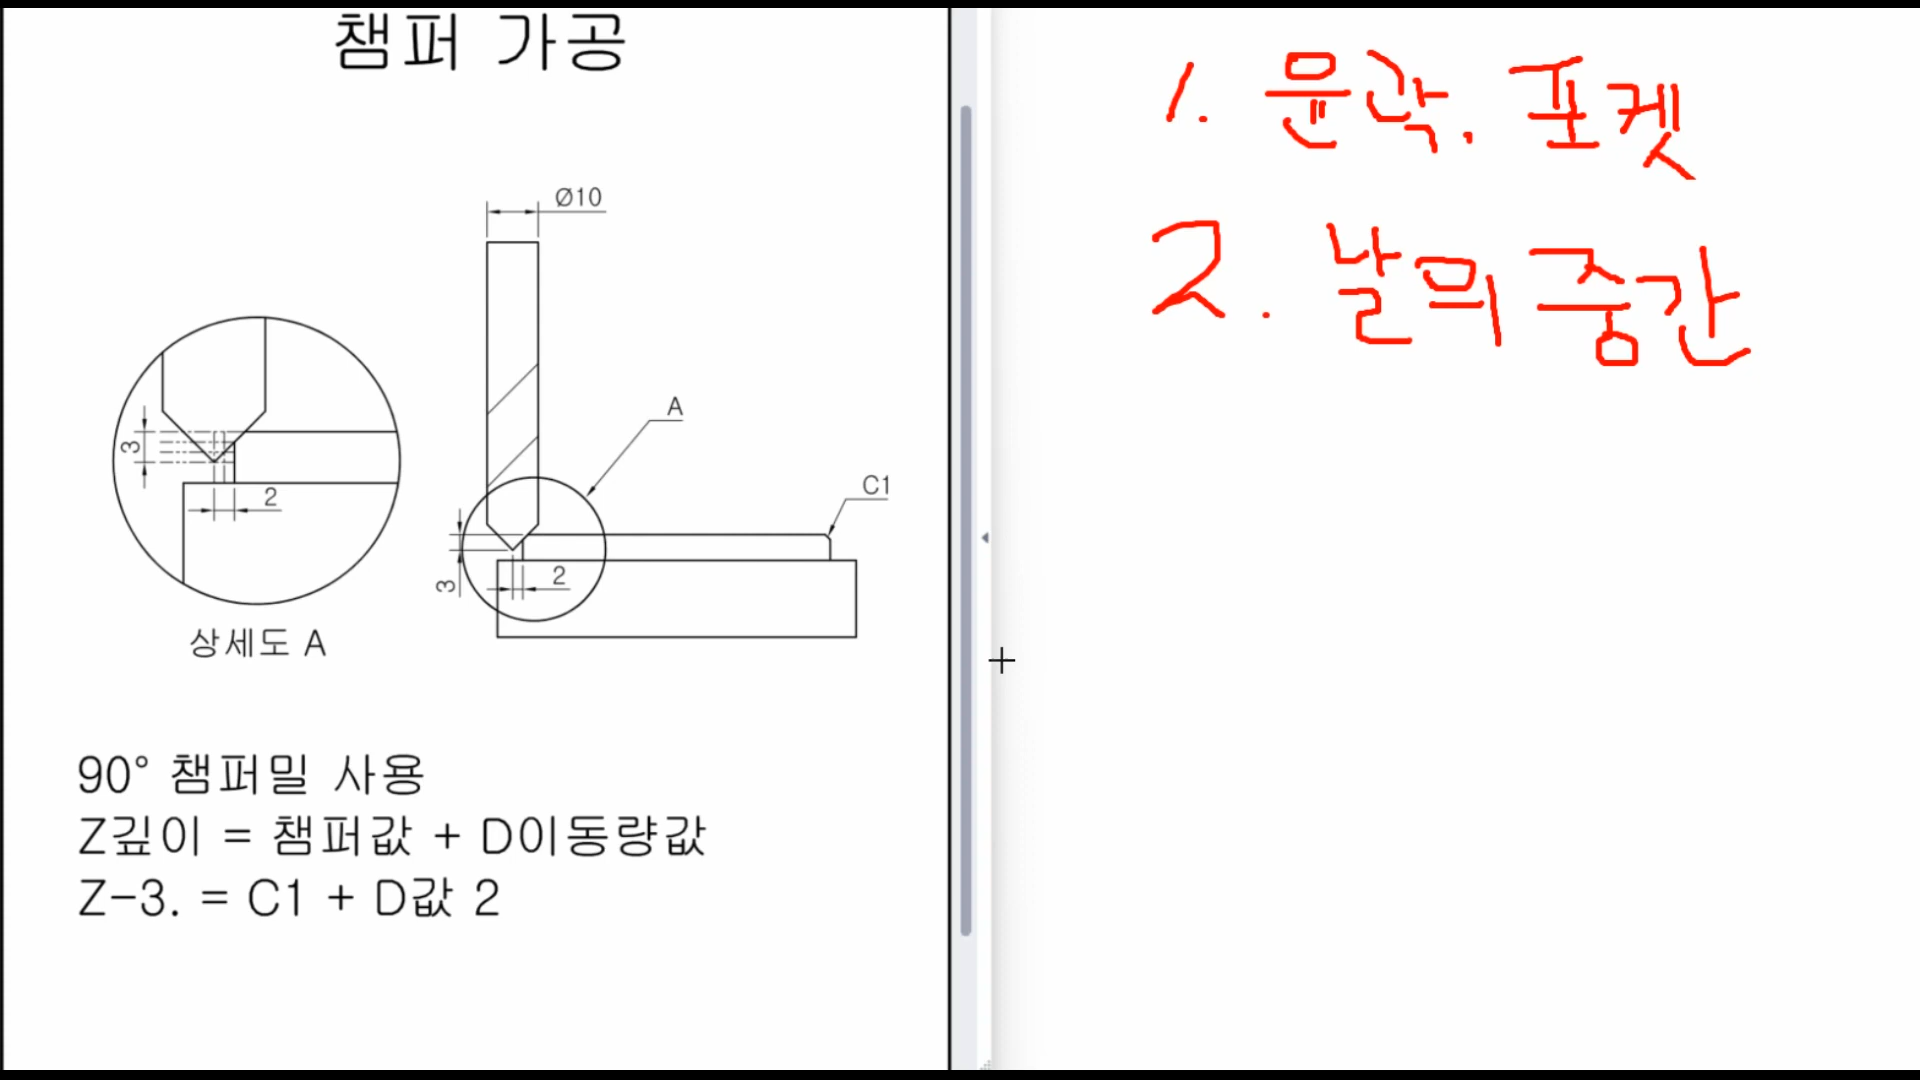 챔퍼 가공
Ø10
A
3
2
C1
3
2
상세도 A
90° 챔퍼밀 사용
Z깊이 = 챔퍼값 + D이동량값
Z-3. = C1 + D값 2
1. 윤곽. 포켓
2. 날의 중간